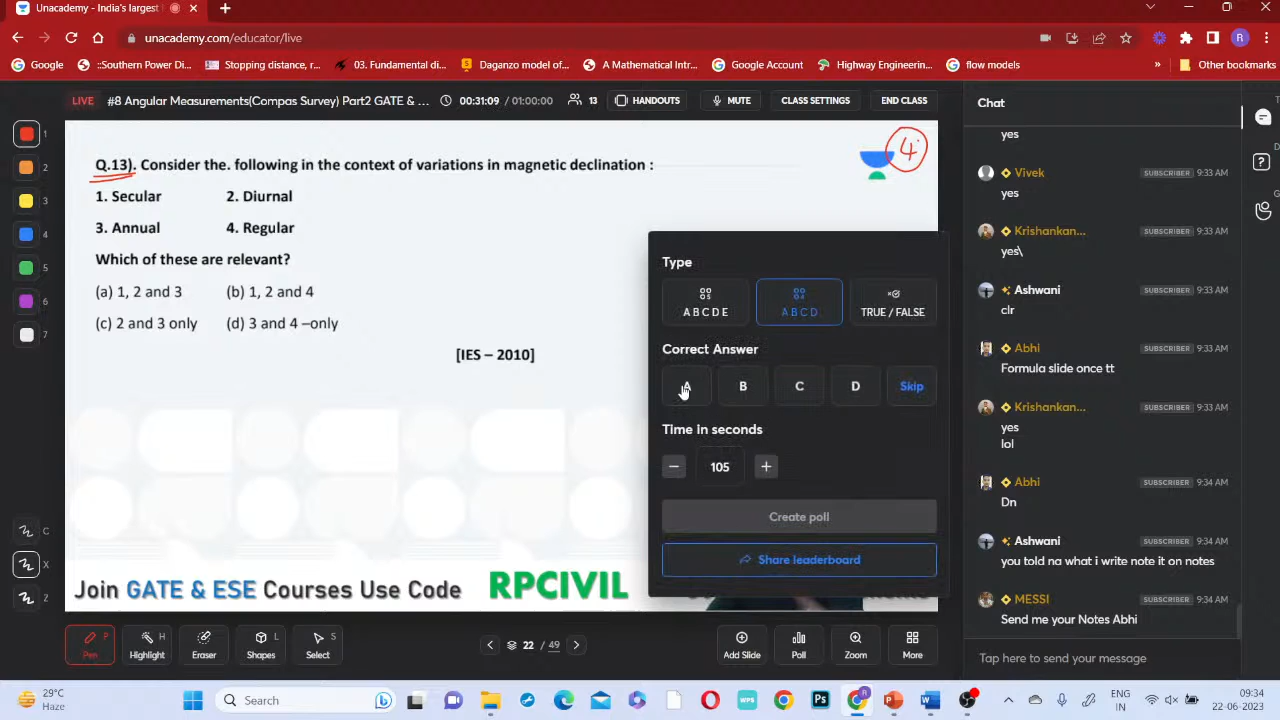 Unacademy - India's largest
unacademy.com/educator/live
Google
::Southern Power Di...
Stopping distance, r...
03. Fundamental di...
Daganzo model of...
A Mathematical Intr...
Google Account
Highway Engineerin...
flow models
»
Other bookmarks
LIVE #8 Angular Measurements(Compas Survey) Part2 GATE & ... 00:31:09 / 01:00:00 13 HANDOUTS MUTE CLASS SETTINGS END CLASS
Chat
1
2
3
4
5
6
7
C
X
Z
4
Q.13). Consider the. following in the context of variations in magnetic declination :
1. Secular 2. Diurnal
3. Annual 4. Regular
Which of these are relevant?
(a) 1, 2 and 3 (b) 1, 2 and 4
(c) 2 and 3 only (d) 3 and 4 –only
[IES – 2010]
Join GATE & ESE Courses Use Code RPCIVIL
Type
A B C D E A B C D TRUE / FALSE
Correct Answer
A B C D Skip
Time in seconds
− 105 +
Create poll
Share leaderboard
yes
Vivek SUBSCRIBER 9:33 AM
yes
Krishankan... SUBSCRIBER 9:33 AM
yes\
Ashwani SUBSCRIBER 9:33 AM
clr
Abhi SUBSCRIBER 9:33 AM
Formula slide once tt
Krishankan... SUBSCRIBER 9:33 AM
yes
lol
Abhi SUBSCRIBER 9:34 AM
Dn
Ashwani SUBSCRIBER 9:34 AM
you told na what i write note it on notes
MESSI SUBSCRIBER 9:34 AM
Send me your Notes Abhi
Tap here to send your message
P H E L S
Pen Highlight Eraser Shapes Select
22 / 49
Add Slide Poll Zoom More
29°C
Haze
Search
ENG
IN
09:34
22-06-2023